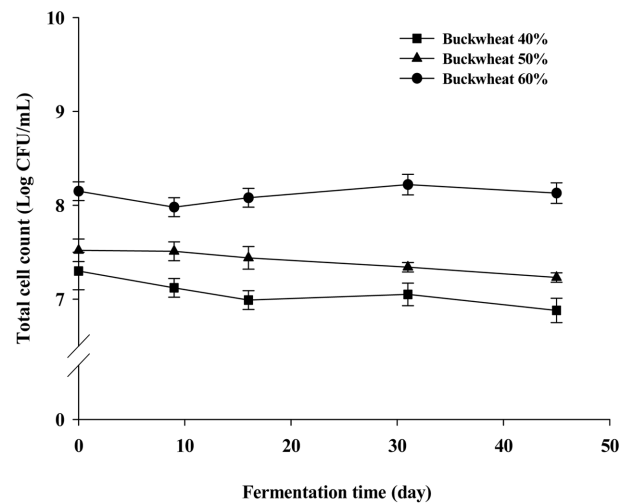 10
Buckwheat 40%
Buckwheat 50%
Buckwheat 60%
9
8
7
0
Total cell count (Log CFU/mL)
0 10 20 30 40 50
Fermentation time (day)